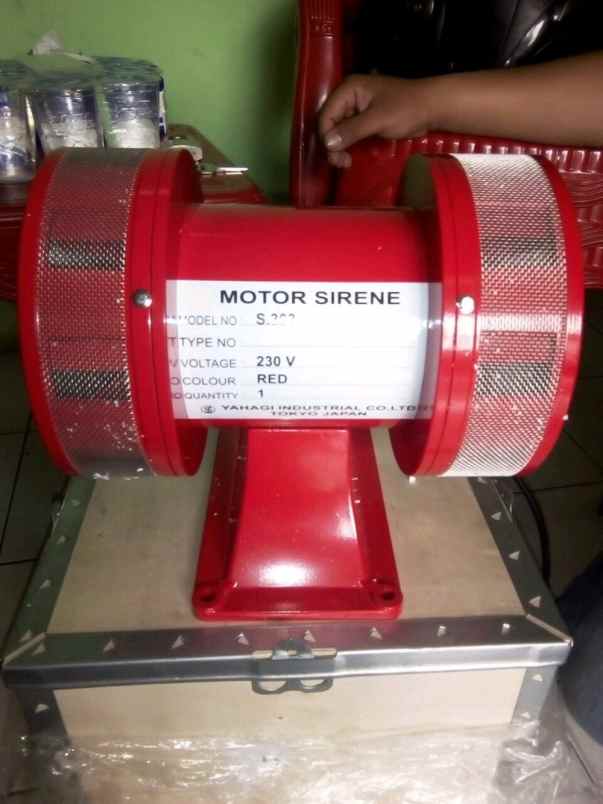 MOTOR SIRENE
MODEL NO :
T TYPE NO
VOLTAGE : 230 V
O COLOUR : RED
D QUANTITY : 1
YAHAGI INDUSTRIAL CO.LTD
TOKYO JAPAN